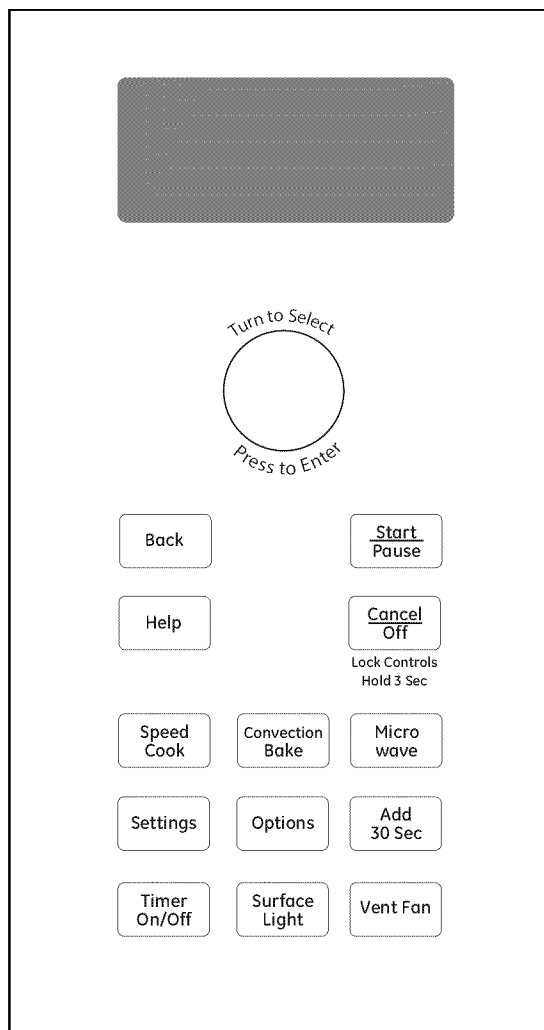 Turn to Select
Press to Enter
Back
Start
Pause
Help
Cancel
Off
Lock Controls
Hold 3 Sec
Speed
Cook
Convection
Bake
Micro
wave
Settings
Options
Add
30 Sec
Timer
On/Off
Surface
Light
Vent Fan